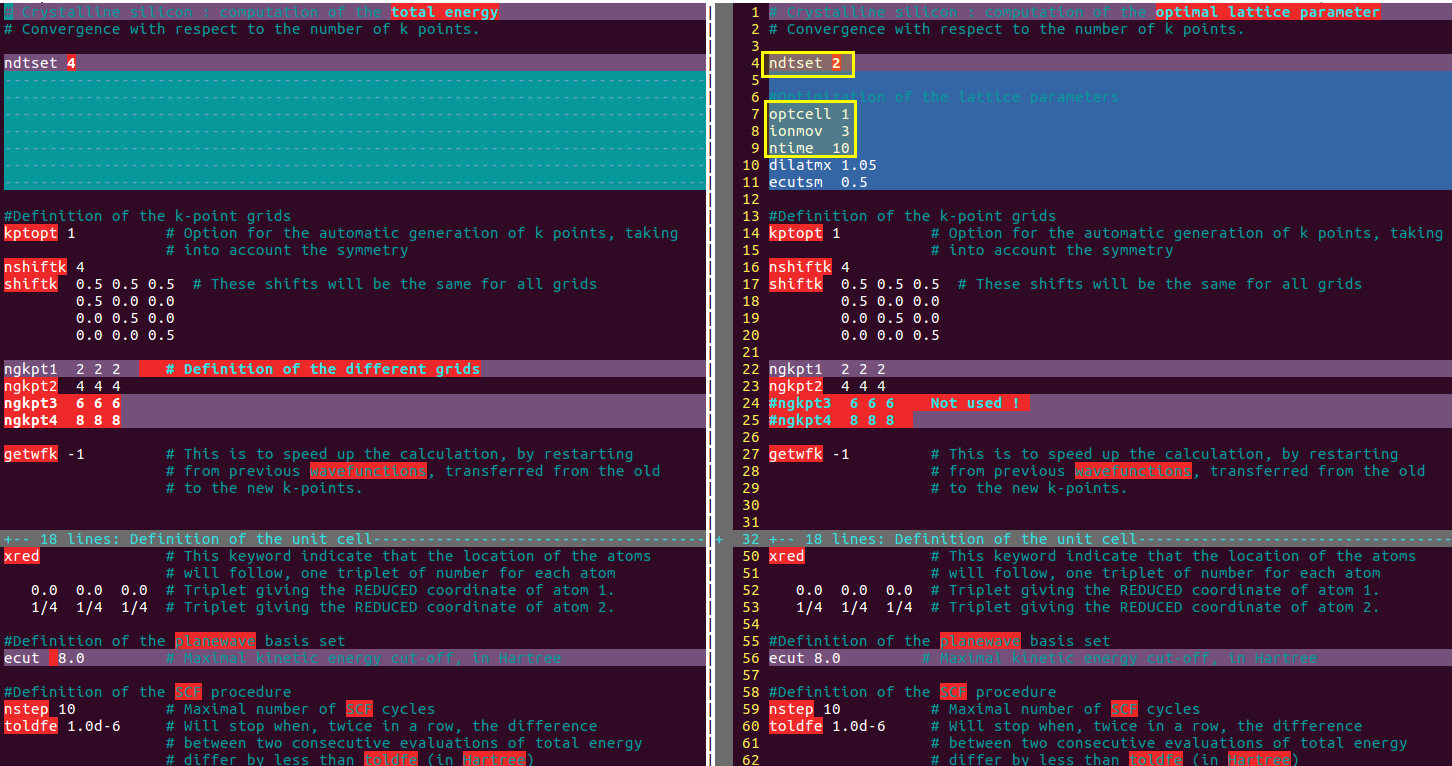 # Crystalline silicon : computation of the total energy
# Convergence with respect to the number of k points.
ndtset 4
#Definition of the k-point grids
kptopt 1          # Option for the automatic generation of k points, taking
                  # into account the symmetry
nshiftk 4
shiftk  0.5 0.5 0.5  # These shifts will be the same for all grids
        0.5 0.0 0.0
        0.0 0.5 0.0
        0.0 0.0 0.5
ngkpt1  2 2 2     # Definition of the different grids
ngkpt2  4 4 4
ngkpt3  6 6 6
ngkpt4  8 8 8
getwfk -1         # This is to speed up the calculation, by restarting
                  # from previous wavefunctions, transferred from the old
                  # to the new k-points.
+-- 18 lines: Definition of the unit cell-------------------------------------
xred              # This keyword indicate that the location of the atoms
                  # will follow, one triplet of number for each atom
   0.0  0.0  0.0  # Triplet giving the REDUCED coordinate of atom 1.
   1/4  1/4  1/4  # Triplet giving the REDUCED coordinate of atom 2.
#Definition of the planewave basis set
ecut  8.0         # Maximal kinetic energy cut-off, in Hartree
#Definition of the SCF procedure
nstep 10          # Maximal number of SCF cycles
toldfe 1.0d-6     # Will stop when, twice in a row, the difference
                  # between two consecutive evaluations of total energy
                  # differ by less than toldfe (in Hartree)
1 # Crystalline silicon : computation of the optimal lattice parameter
2 # Convergence with respect to the number of k points.
3
4 ndtset 2
5
6 #Optimization of the lattice parameters
7 optcell 1
8 ionmov  3
9 ntime  10
10 dilatmx 1.05
11 ecutsm  0.5
12
13 #Definition of the k-point grids
14 kptopt 1          # Option for the automatic generation of k points, taking
15                   # into account the symmetry
16 nshiftk 4
17 shiftk  0.5 0.5 0.5  # These shifts will be the same for all grids
18         0.5 0.0 0.0
19         0.0 0.5 0.0
20         0.0 0.0 0.5
21
22 ngkpt1  2 2 2
23 ngkpt2  4 4 4
24 #ngkpt3  6 6 6    Not used !
25 #ngkpt4  8 8 8
26
27 getwfk -1         # This is to speed up the calculation, by restarting
28                   # from previous wavefunctions, transferred from the old
29                   # to the new k-points.
30
31
+ 32 +-- 18 lines: Definition of the unit cell-----------------------------------
50 xred              # This keyword indicate that the location of the atoms
51                   # will follow, one triplet of number for each atom
52    0.0  0.0  0.0  # Triplet giving the REDUCED coordinate of atom 1.
53    1/4  1/4  1/4  # Triplet giving the REDUCED coordinate of atom 2.
54
55 #Definition of the planewave basis set
56 ecut 8.0         # Maximal kinetic energy cut-off, in Hartree
57
58 #Definition of the SCF procedure
59 nstep 10          # Maximal number of SCF cycles
60 toldfe 1.0d-6     # Will stop when, twice in a row, the difference
61                   # between two consecutive evaluations of total energy
62                   # differ by less than toldfe (in Hartree)